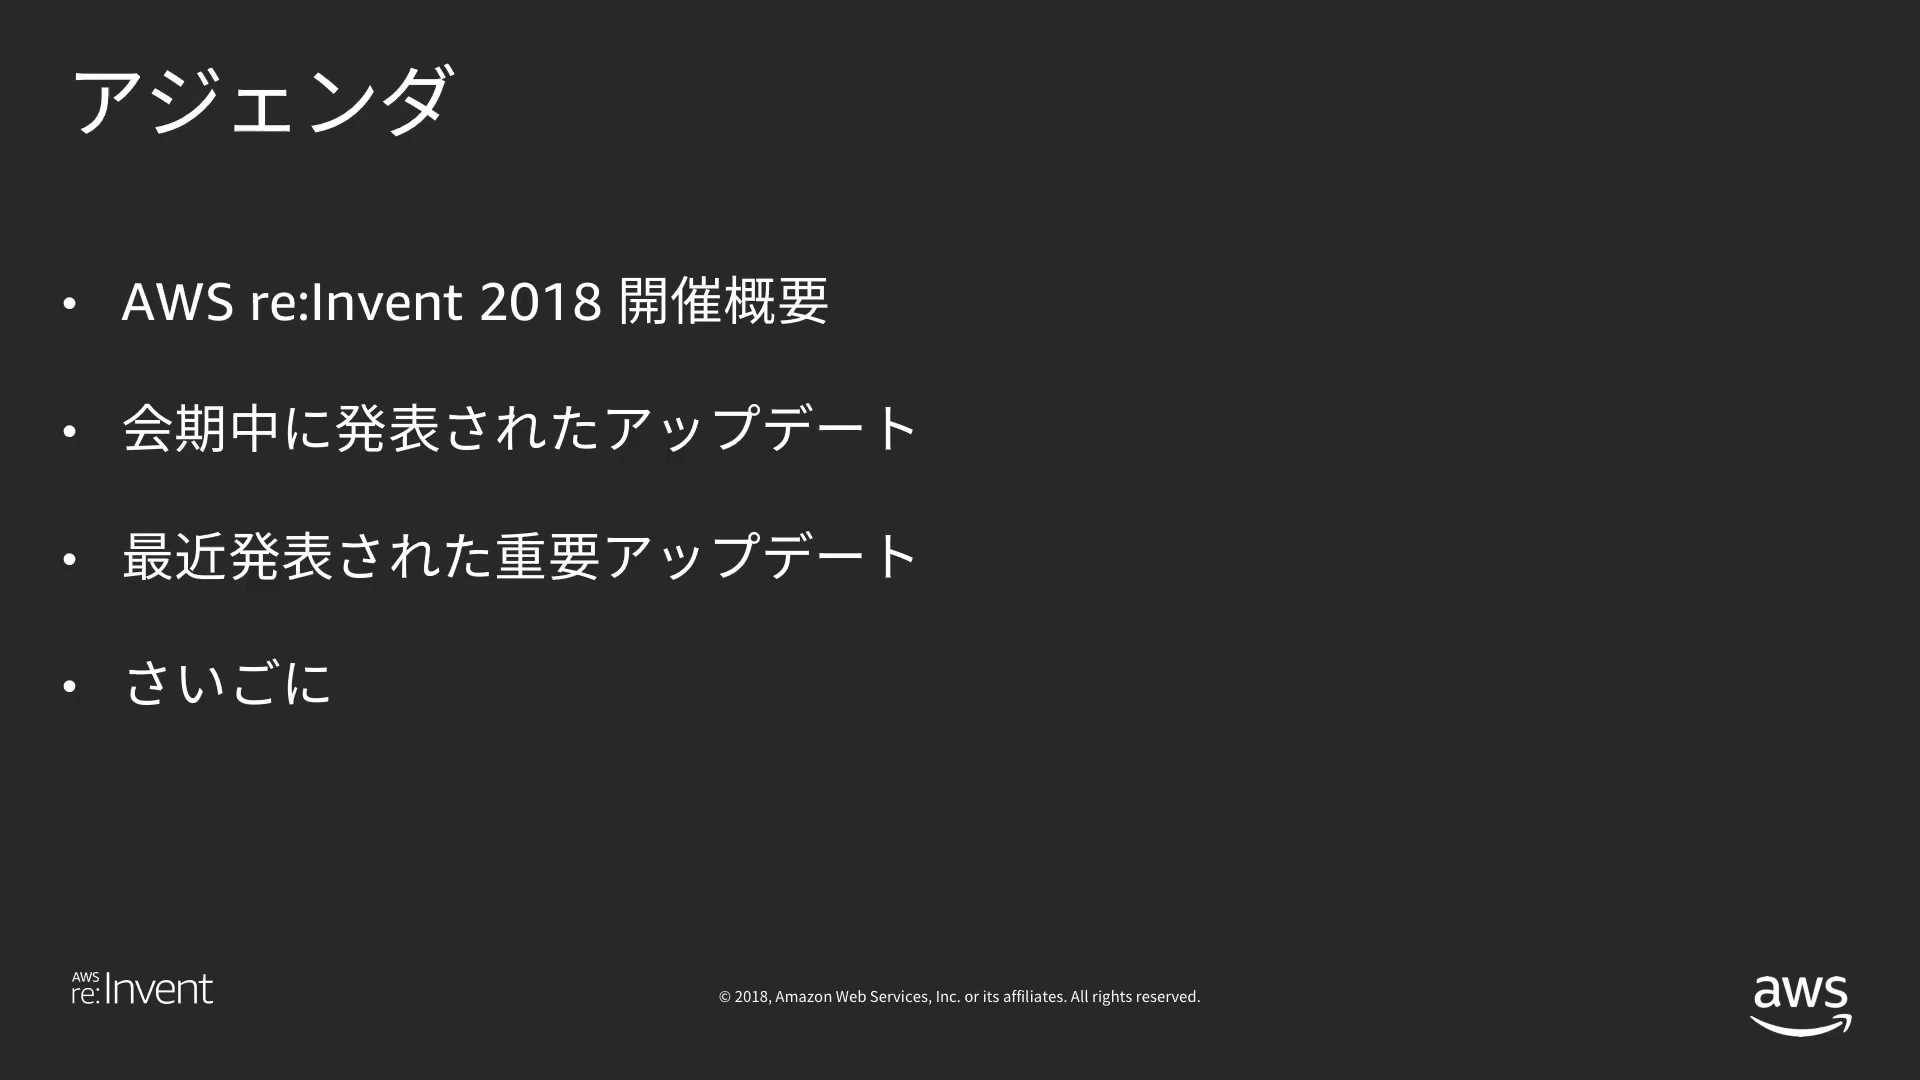 アジェンダ
• AWS re:Invent 2018 開催概要
• 会期中に発表されたアップデート
• 最近発表された重要アップデート
• さいごに
AWS
re:Invent
© 2018, Amazon Web Services, Inc. or its affiliates. All rights reserved.
aws